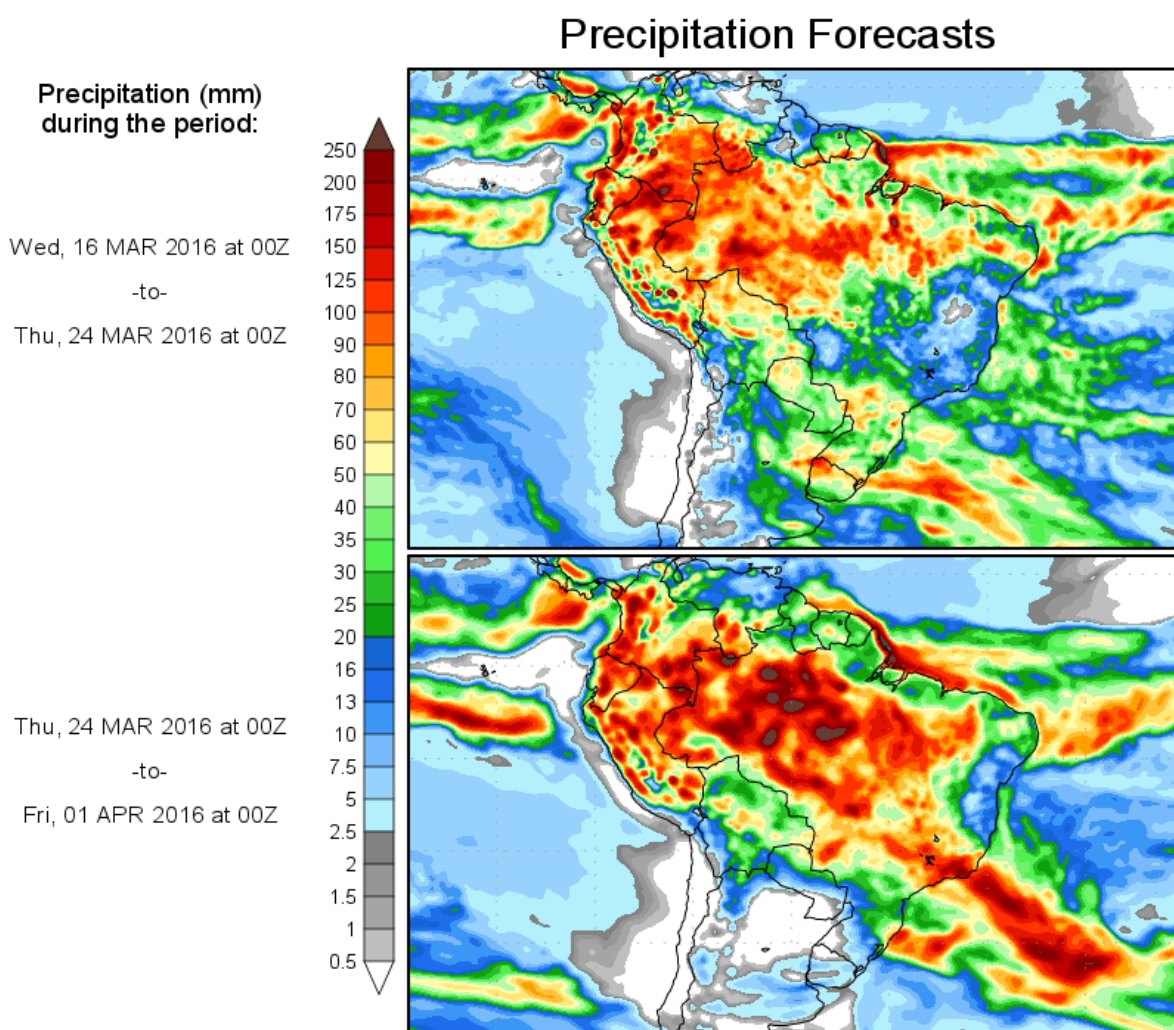 Precipitation Forecasts
Precipitation (mm)
during the period:
Wed, 16 MAR 2016 at 00Z
-to-
Thu, 24 MAR 2016 at 00Z
Thu, 24 MAR 2016 at 00Z
-to-
Fri, 01 APR 2016 at 00Z
250
200
175
150
125
100
90
80
70
60
50
40
35
30
25
20
16
13
10
7.5
5
2.5
2
1.5
1
0.5